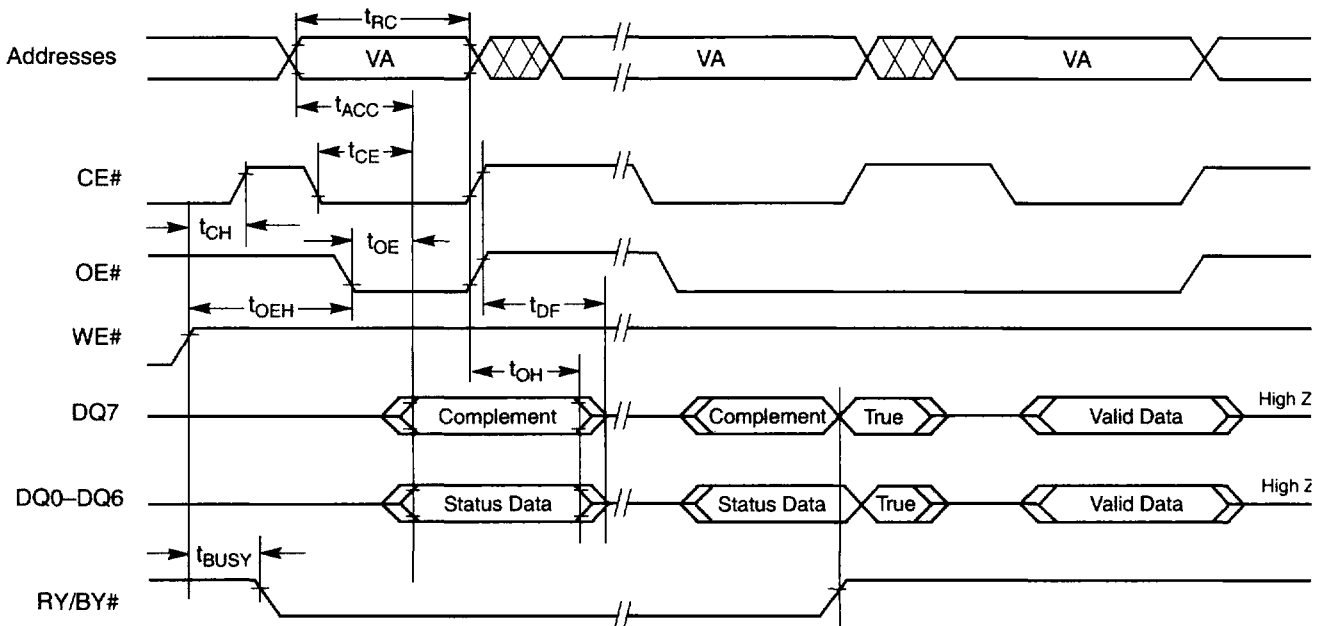 tRC
Addresses VA VA VA
tACC
tCE
CE#
tCH tOE
OE#
tOEH tDF
WE#
tOH
DQ7 Complement Complement True Valid Data High Z
DQ0–DQ6 Status Data Status Data True Valid Data High Z
tBUSY
RY/BY#